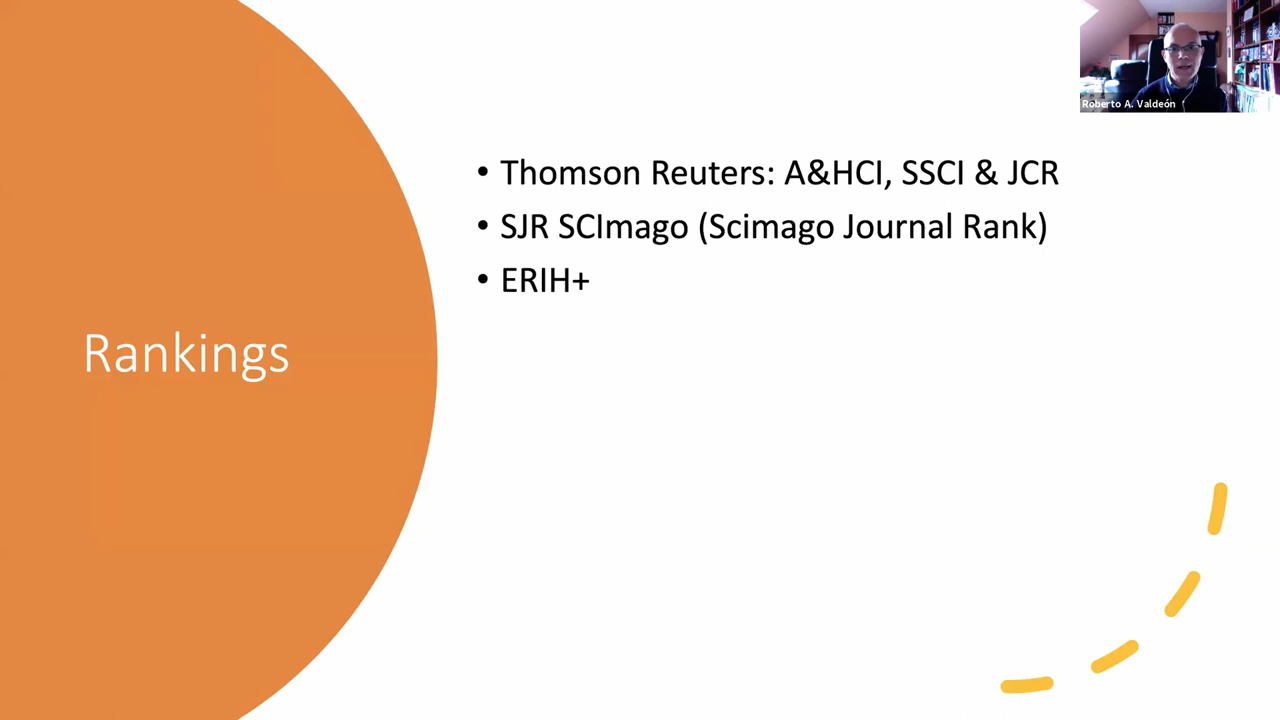 Roberto A. Valdeón
• Thomson Reuters: A&HCI, SSCI & JCR
• SJR SCImago (Scimago Journal Rank)
• ERIH+
Rankings